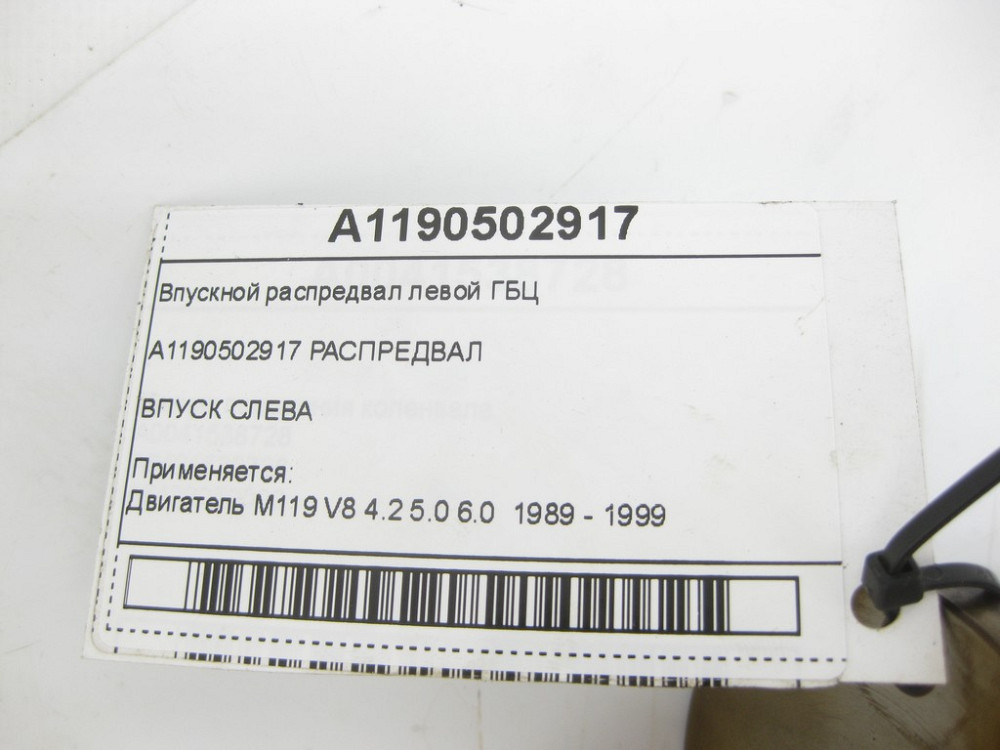 A1190502917
Впускной распредвал левой ГБЦ
A1190502917 РАСПРЕДВАЛ
ВПУСК СЛЕВА
Применяется:
Двигатель M119 V8 4.2 5.0 6.0 1989 - 1999